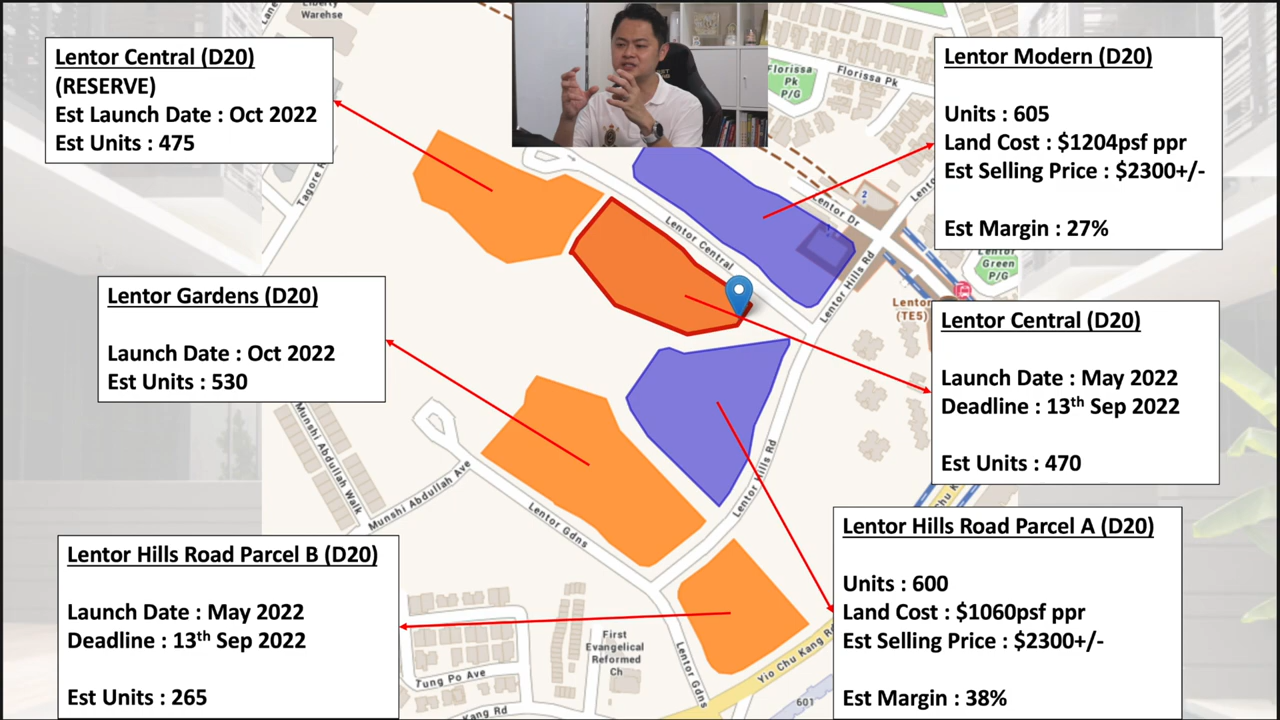 Lentor Central (D20)
(RESERVE)
Est Launch Date : Oct 2022
Est Units : 475
Lentor Modern (D20)
Units : 605
Land Cost : $1204psf ppr
Est Selling Price : $2300+/-
Est Margin : 27%
Lentor Gardens (D20)
Launch Date : Oct 2022
Est Units : 530
Lentor Central (D20)
Launch Date : May 2022
Deadline : 13th Sep 2022
Est Units : 470
Lentor Hills Road Parcel B (D20)
Launch Date : May 2022
Deadline : 13th Sep 2022
Est Units : 265
Lentor Hills Road Parcel A (D20)
Units : 600
Land Cost : $1060psf ppr
Est Selling Price : $2300+/-
Est Margin : 38%
Liberty
Warehse
Lane
Tagore
Florissa
Pk
P/G
Florissa Pk
Lentor Dr
2
Lento
Lentor Central
Lentor Hills Rd
Lentor
Green
P/G
Lentor
(TE5)
Munshi Abdullah Walk
Munshi Abdullah Ave
Lentor Gdns
Lentor Hills Rd
First
Evangelical
Reformed
Ch
Tung Po Ave
Kang Rd
Lentor Gdns
Yio Chu Kang R
601